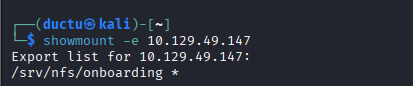 ┌──(ductu㉿kali)-[~]
└─$ showmount -e 10.129.49.147
Export list for 10.129.49.147:
/srv/nfs/onboarding *